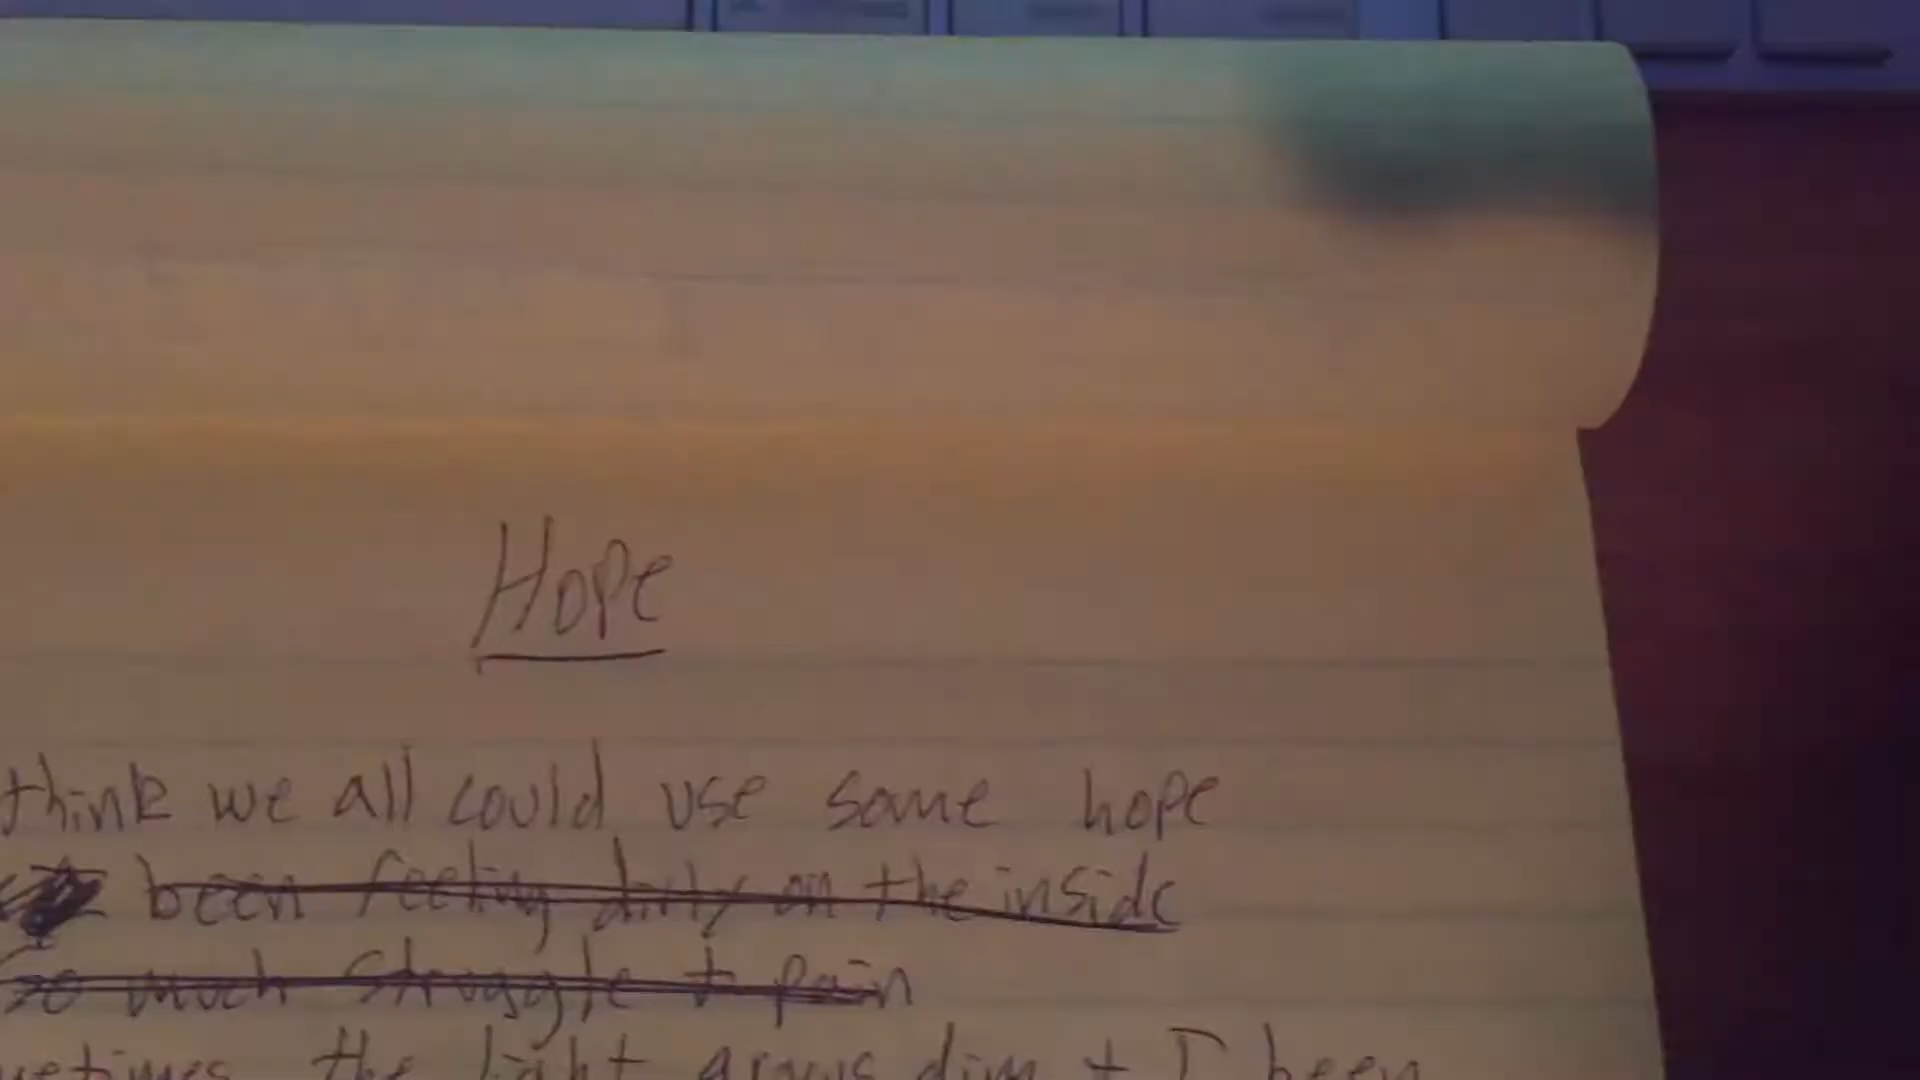 Hope
think we all could use some hope
been feeling dirty on the inside
so much struggle + pain
the light grows dim + I been